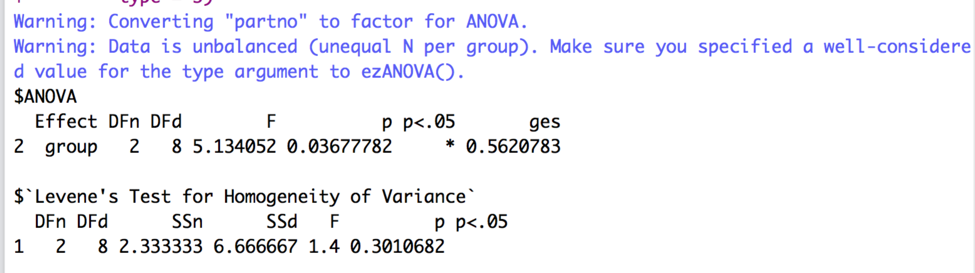 Warning: Converting "partno" to factor for ANOVA.
Warning: Data is unbalanced (unequal N per group). Make sure you specified a well-considere
d value for the type argument to ezANOVA().
$ANOVA
  Effect DFn DFd        F          p p<.05       ges
2  group   2   8 5.134052 0.03677782     * 0.5620783

$`Levene's Test for Homogeneity of Variance`
  DFn DFd      SSn      SSd   F         p p<.05
1   2   8 2.333333 6.666667 1.4 0.3010682